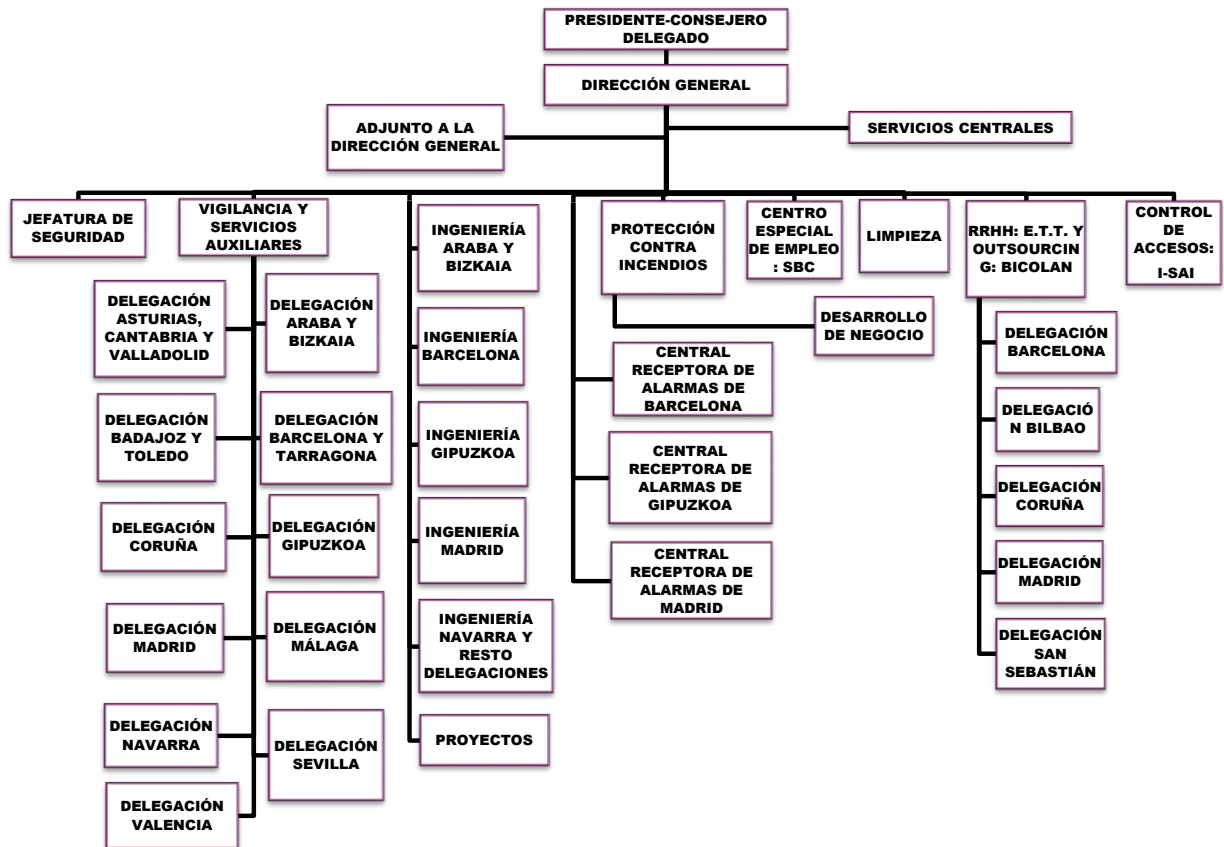 PRESIDENTE-CONSEJERO
DELEGADO
DIRECCIÓN GENERAL
ADJUNTO A LA
DIRECCIÓN GENERAL
SERVICIOS CENTRALES
JEFATURA DE
SEGURIDAD
VIGILANCIA Y
SERVICIOS
AUXILIARES
INGENIERÍA
ARABA Y
BIZKAIA
PROTECCIÓN
CONTRA
INCENDIOS
CENTRO
ESPECIAL
DE EMPLEO
: SBC
LIMPIEZA
RRHH: E.T.T. Y
OUTSOURCIN
G: BICOLAN
CONTROL
DE
ACCESOS:
I-SAI
DELEGACIÓN
ASTURIAS,
CANTABRIA Y
VALLADOLID
DELEGACIÓN
ARABA Y
BIZKAIA
INGENIERÍA
BARCELONA
DESARROLLO
DE NEGOCIO
CENTRAL
RECEPTORA DE
ALARMAS DE
BARCELONA
DELEGACIÓN
BARCELONA
DELEGACIÓN
BADAJOZ Y
TOLEDO
DELEGACIÓN
BARCELONA Y
TARRAGONA
INGENIERÍA
GIPUZKOA
CENTRAL
RECEPTORA DE
ALARMAS DE
GIPUZKOA
DELEGACIÓ
N BILBAO
DELEGACIÓN
CORUÑA
DELEGACIÓN
GIPUZKOA
INGENIERÍA
MADRID
CENTRAL
RECEPTORA DE
ALARMAS DE
MADRID
DELEGACIÓN
CORUÑA
DELEGACIÓN
MADRID
DELEGACIÓN
MADRID
DELEGACIÓN
MÁLAGA
INGENIERÍA
NAVARRA Y
RESTO
DELEGACIONES
DELEGACIÓN
SAN
SEBASTIÁN
DELEGACIÓN
NAVARRA
DELEGACIÓN
SEVILLA
PROYECTOS
DELEGACIÓN
VALENCIA